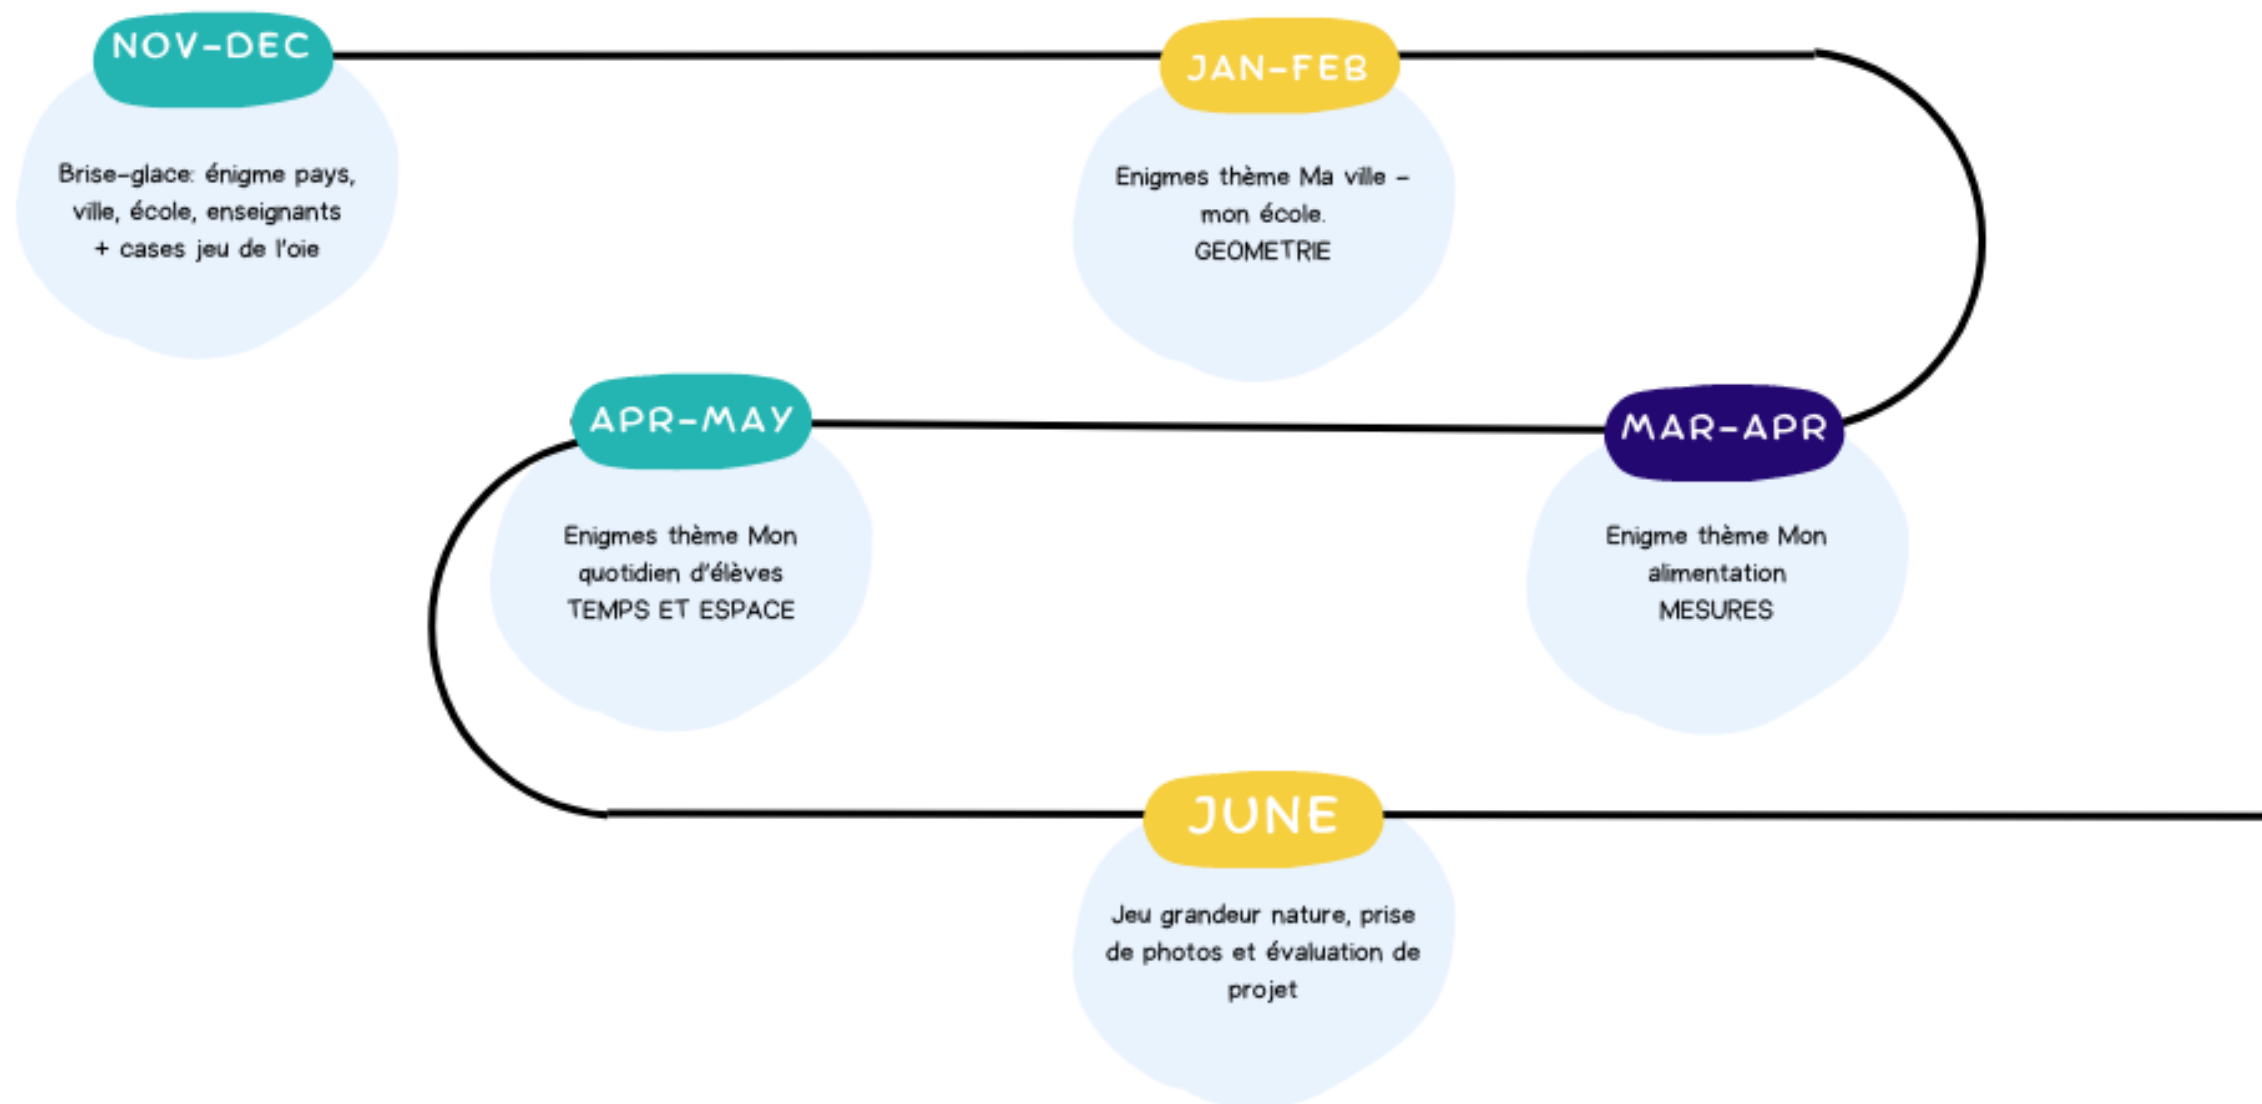 NOV-DEC
Brise-glace: énigme pays,
ville, école, enseignants
+ cases jeu de l'oie
JAN-FEB
Enigmes thème Ma ville -
mon école.
GEOMETRIE
MAR-APR
Enigme thème Mon
alimentation
MESURES
APR-MAY
Enigmes thème Mon
quotidien d'élèves
TEMPS ET ESPACE
JUNE
Jeu grandeur nature, prise
de photos et évaluation de
projet